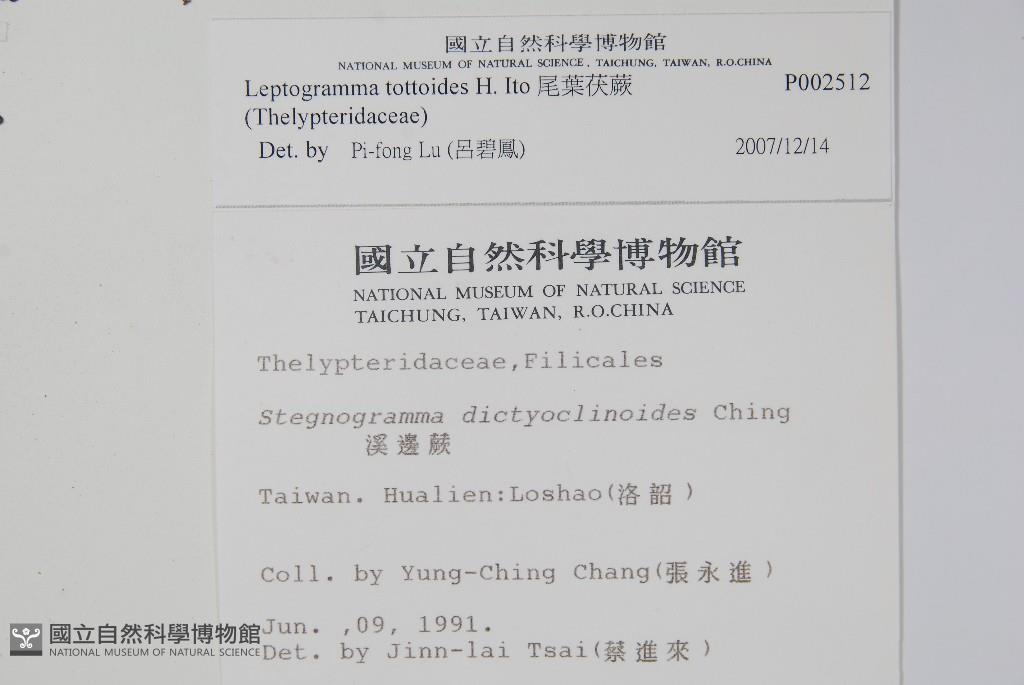 國立自然科學博物館
NATIONAL MUSEUM OF NATURAL SCIENCE, TAICHUNG, TAIWAN, R.O.CHINA
Leptogramma tottoides H. Ito 尾葉茯蕨 P002512
(Thelypteridaceae)
Det. by Pi-fong Lu (呂碧鳳) 2007/12/14
國立自然科學博物館
NATIONAL MUSEUM OF NATURAL SCIENCE
TAICHUNG, TAIWAN, R.O.CHINA
Thelypteridaceae,Filicales
Stegnogramma dictyoclinoides Ching
溪邊蕨
Taiwan. Hualien:Loshao(洛韶)
Coll. by Yung-Ching Chang(張永進)
Jun. ,09, 1991.
Det. by Jinn-lai Tsai(蔡進來)
國立自然科學博物館
NATIONAL MUSEUM OF NATURAL SCIENCE